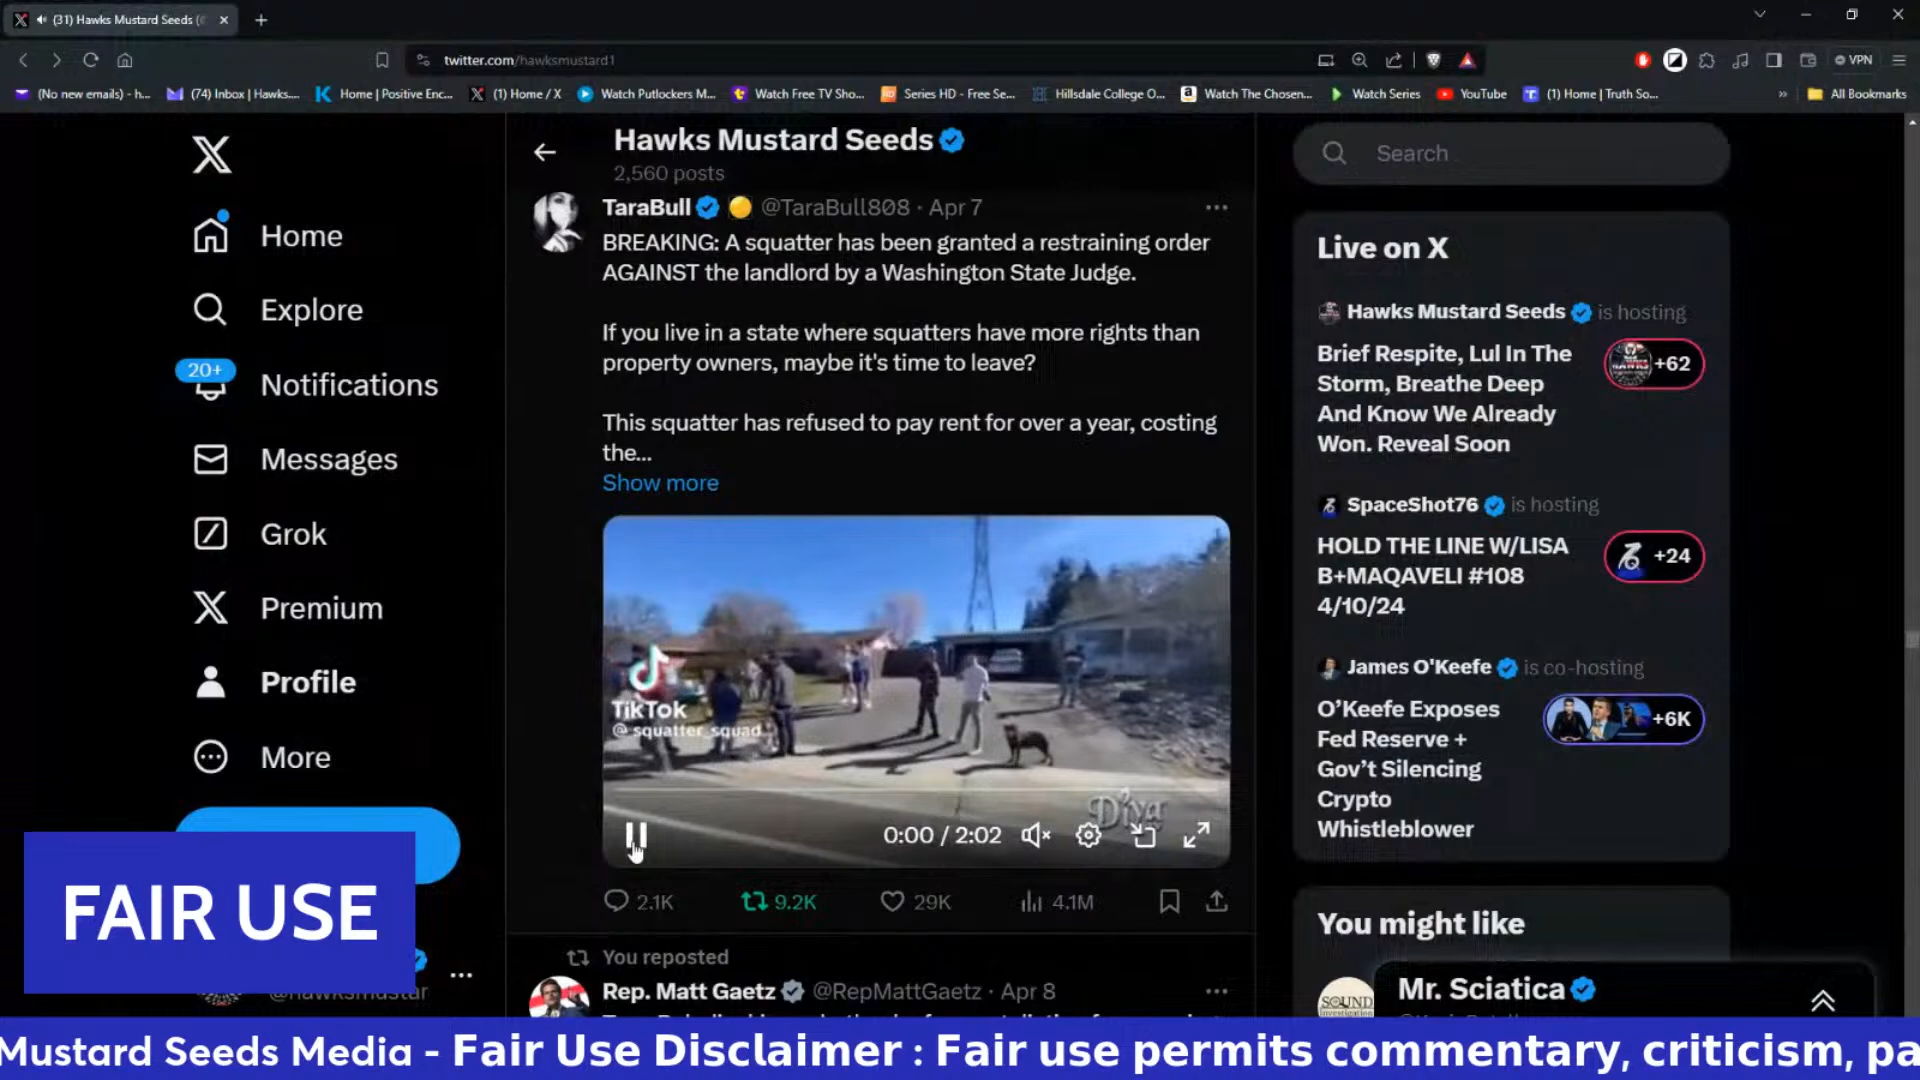 (31) Hawks Mustard Seeds (
twitter.com/hawksmustard1
VPN
(No new emails) - h...
(74) Inbox | Hawks....
Home | Positive Enc...
(1) Home / X
Watch Putlockers M...
Watch Free TV Sho...
Series HD - Free Se...
Hillsdale College O...
Watch The Chosen...
Watch Series
YouTube
(1) Home | Truth So...
All Bookmarks
Home
Explore
20+
Notifications
Messages
Grok
Premium
Profile
More
Hawks Mustard Seeds
2,560 posts
TaraBull @TaraBull808 · Apr 7
BREAKING: A squatter has been granted a restraining order
AGAINST the landlord by a Washington State Judge.
If you live in a state where squatters have more rights than
property owners, maybe it's time to leave?
This squatter has refused to pay rent for over a year, costing
the...
Show more
TikTok
@squatter_squad
Diya
0:00 / 2:02
2.1K
9.2K
29K
4.1M
You reposted
Rep. Matt Gaetz @RepMattGaetz · Apr 8
Search
Live on X
Hawks Mustard Seeds is hosting
Brief Respite, Lul In The
Storm, Breathe Deep
And Know We Already
Won. Reveal Soon
+62
SpaceShot76 is hosting
HOLD THE LINE W/LISA
B+MAQAVELI #108
4/10/24
+24
James O'Keefe is co-hosting
O'Keefe Exposes
Fed Reserve +
Gov't Silencing
Crypto
Whistleblower
+6K
You might like
SOUND
Mr. Sciatica
FAIR USE
@hawksmustar
Mustard Seeds Media - Fair Use Disclaimer : Fair use permits commentary, criticism, pa